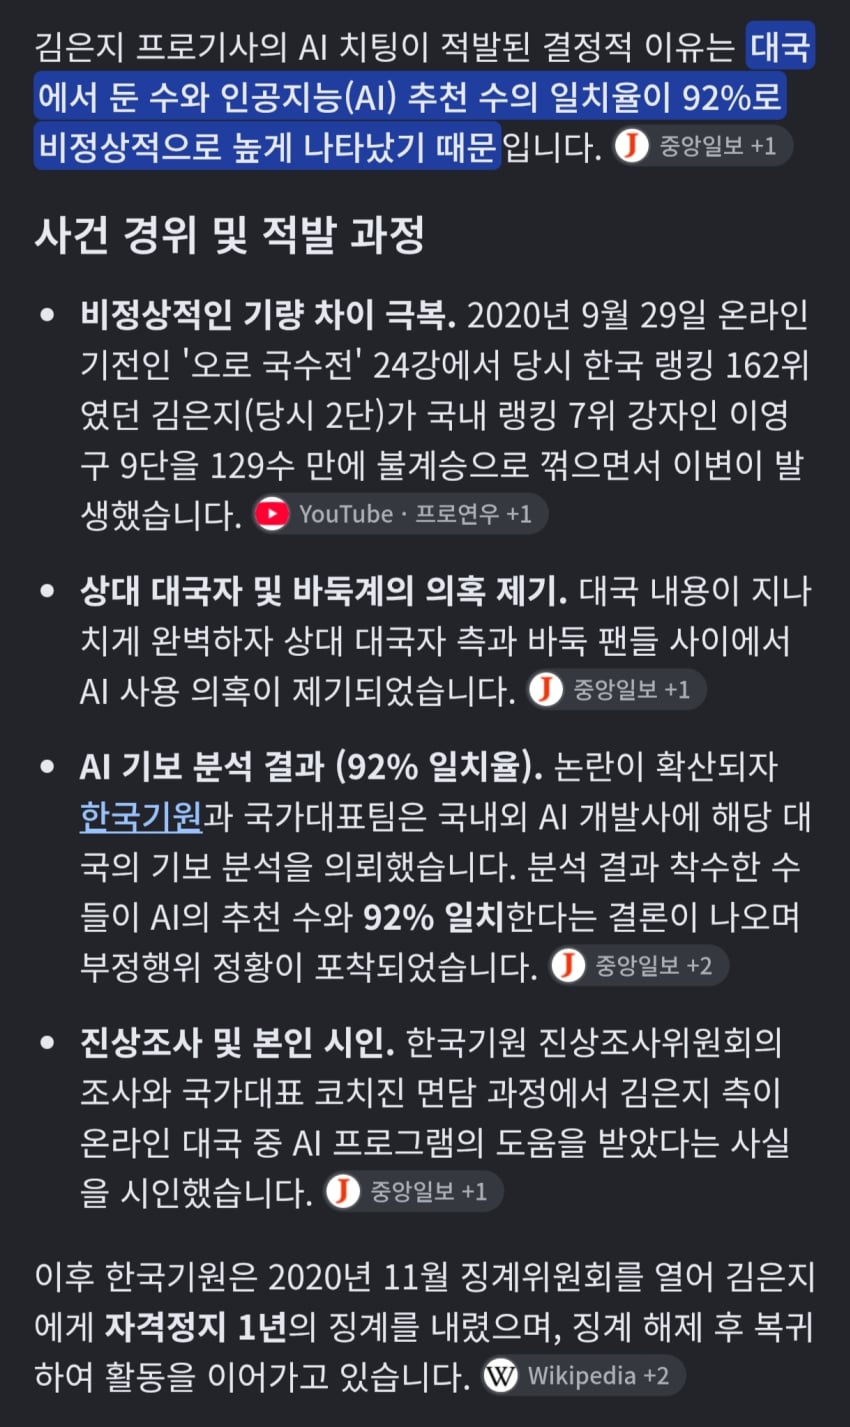 김은지 프로기사의 AI 치팅이 적발된 결정적 이유는 대국
에서 둔 수와 인공지능(AI) 추천 수의 일치율이 92%로
비정상적으로 높게 나타났기 때문입니다. J 중앙일보 +1
사건 경위 및 적발 과정
• 비정상적인 기량 차이 극복. 2020년 9월 29일 온라인
기전인 '오로 국수전' 24강에서 당시 한국 랭킹 162위
였던 김은지(당시 2단)가 국내 랭킹 7위 강자인 이영
구 9단을 129수 만에 불계승으로 꺾으면서 이변이 발
생했습니다. YouTube · 프로연우 +1
• 상대 대국자 및 바둑계의 의혹 제기. 대국 내용이 지나
치게 완벽하자 상대 대국자 측과 바둑 팬들 사이에서
AI 사용 의혹이 제기되었습니다. J 중앙일보 +1
• AI 기보 분석 결과 (92% 일치율). 논란이 확산되자
한국기원과 국가대표팀은 국내외 AI 개발사에 해당 대
국의 기보 분석을 의뢰했습니다. 분석 결과 착수한 수
들이 AI의 추천 수와 92% 일치한다는 결론이 나오며
부정행위 정황이 포착되었습니다. J 중앙일보 +2
• 진상조사 및 본인 시인. 한국기원 진상조사위원회의
조사와 국가대표 코치진 면담 과정에서 김은지 측이
온라인 대국 중 AI 프로그램의 도움을 받았다는 사실
을 시인했습니다. J 중앙일보 +1
이후 한국기원은 2020년 11월 징계위원회를 열어 김은지
에게 자격정지 1년의 징계를 내렸으며, 징계 해제 후 복귀
하여 활동을 이어가고 있습니다. W Wikipedia +2